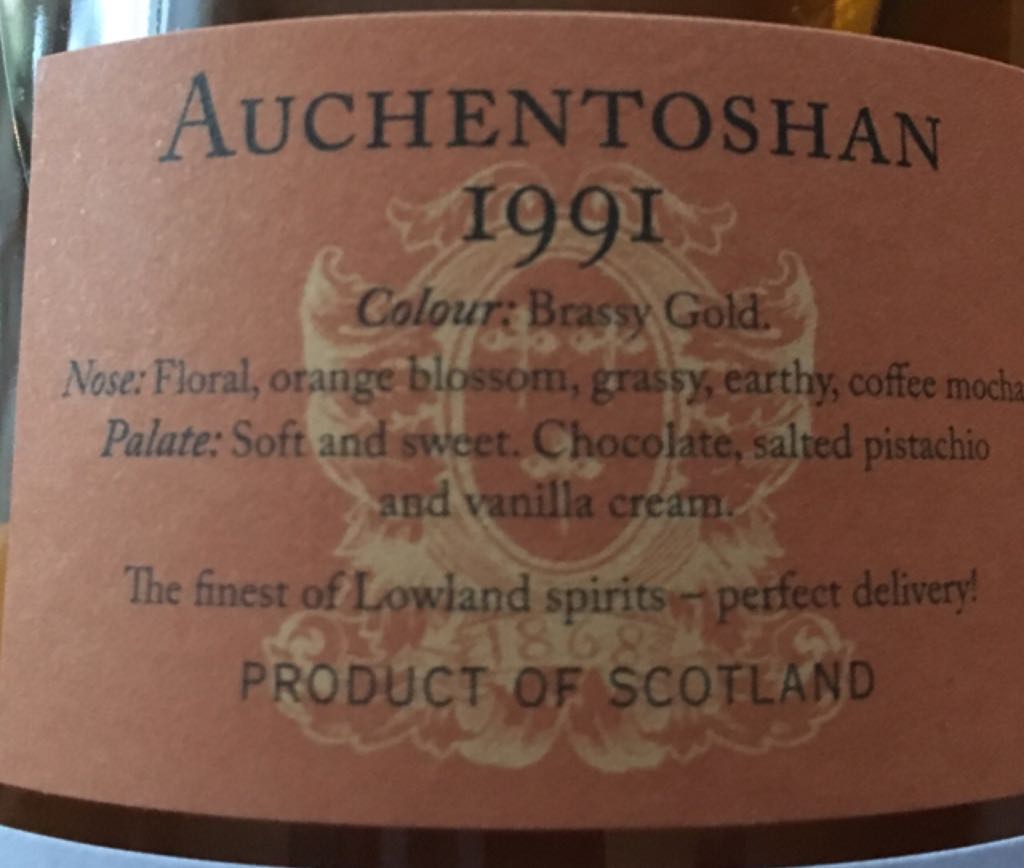 AUCHENTOSHAN
1991
Colour: Brassy Gold.
Nose: Floral, orange blossom, grassy, earthy, coffee mocha
Palate: Soft and sweet. Chocolate, salted pistachio
and vanilla cream.
The finest of Lowland spirits – perfect delivery!
1868
PRODUCT OF SCOTLAND